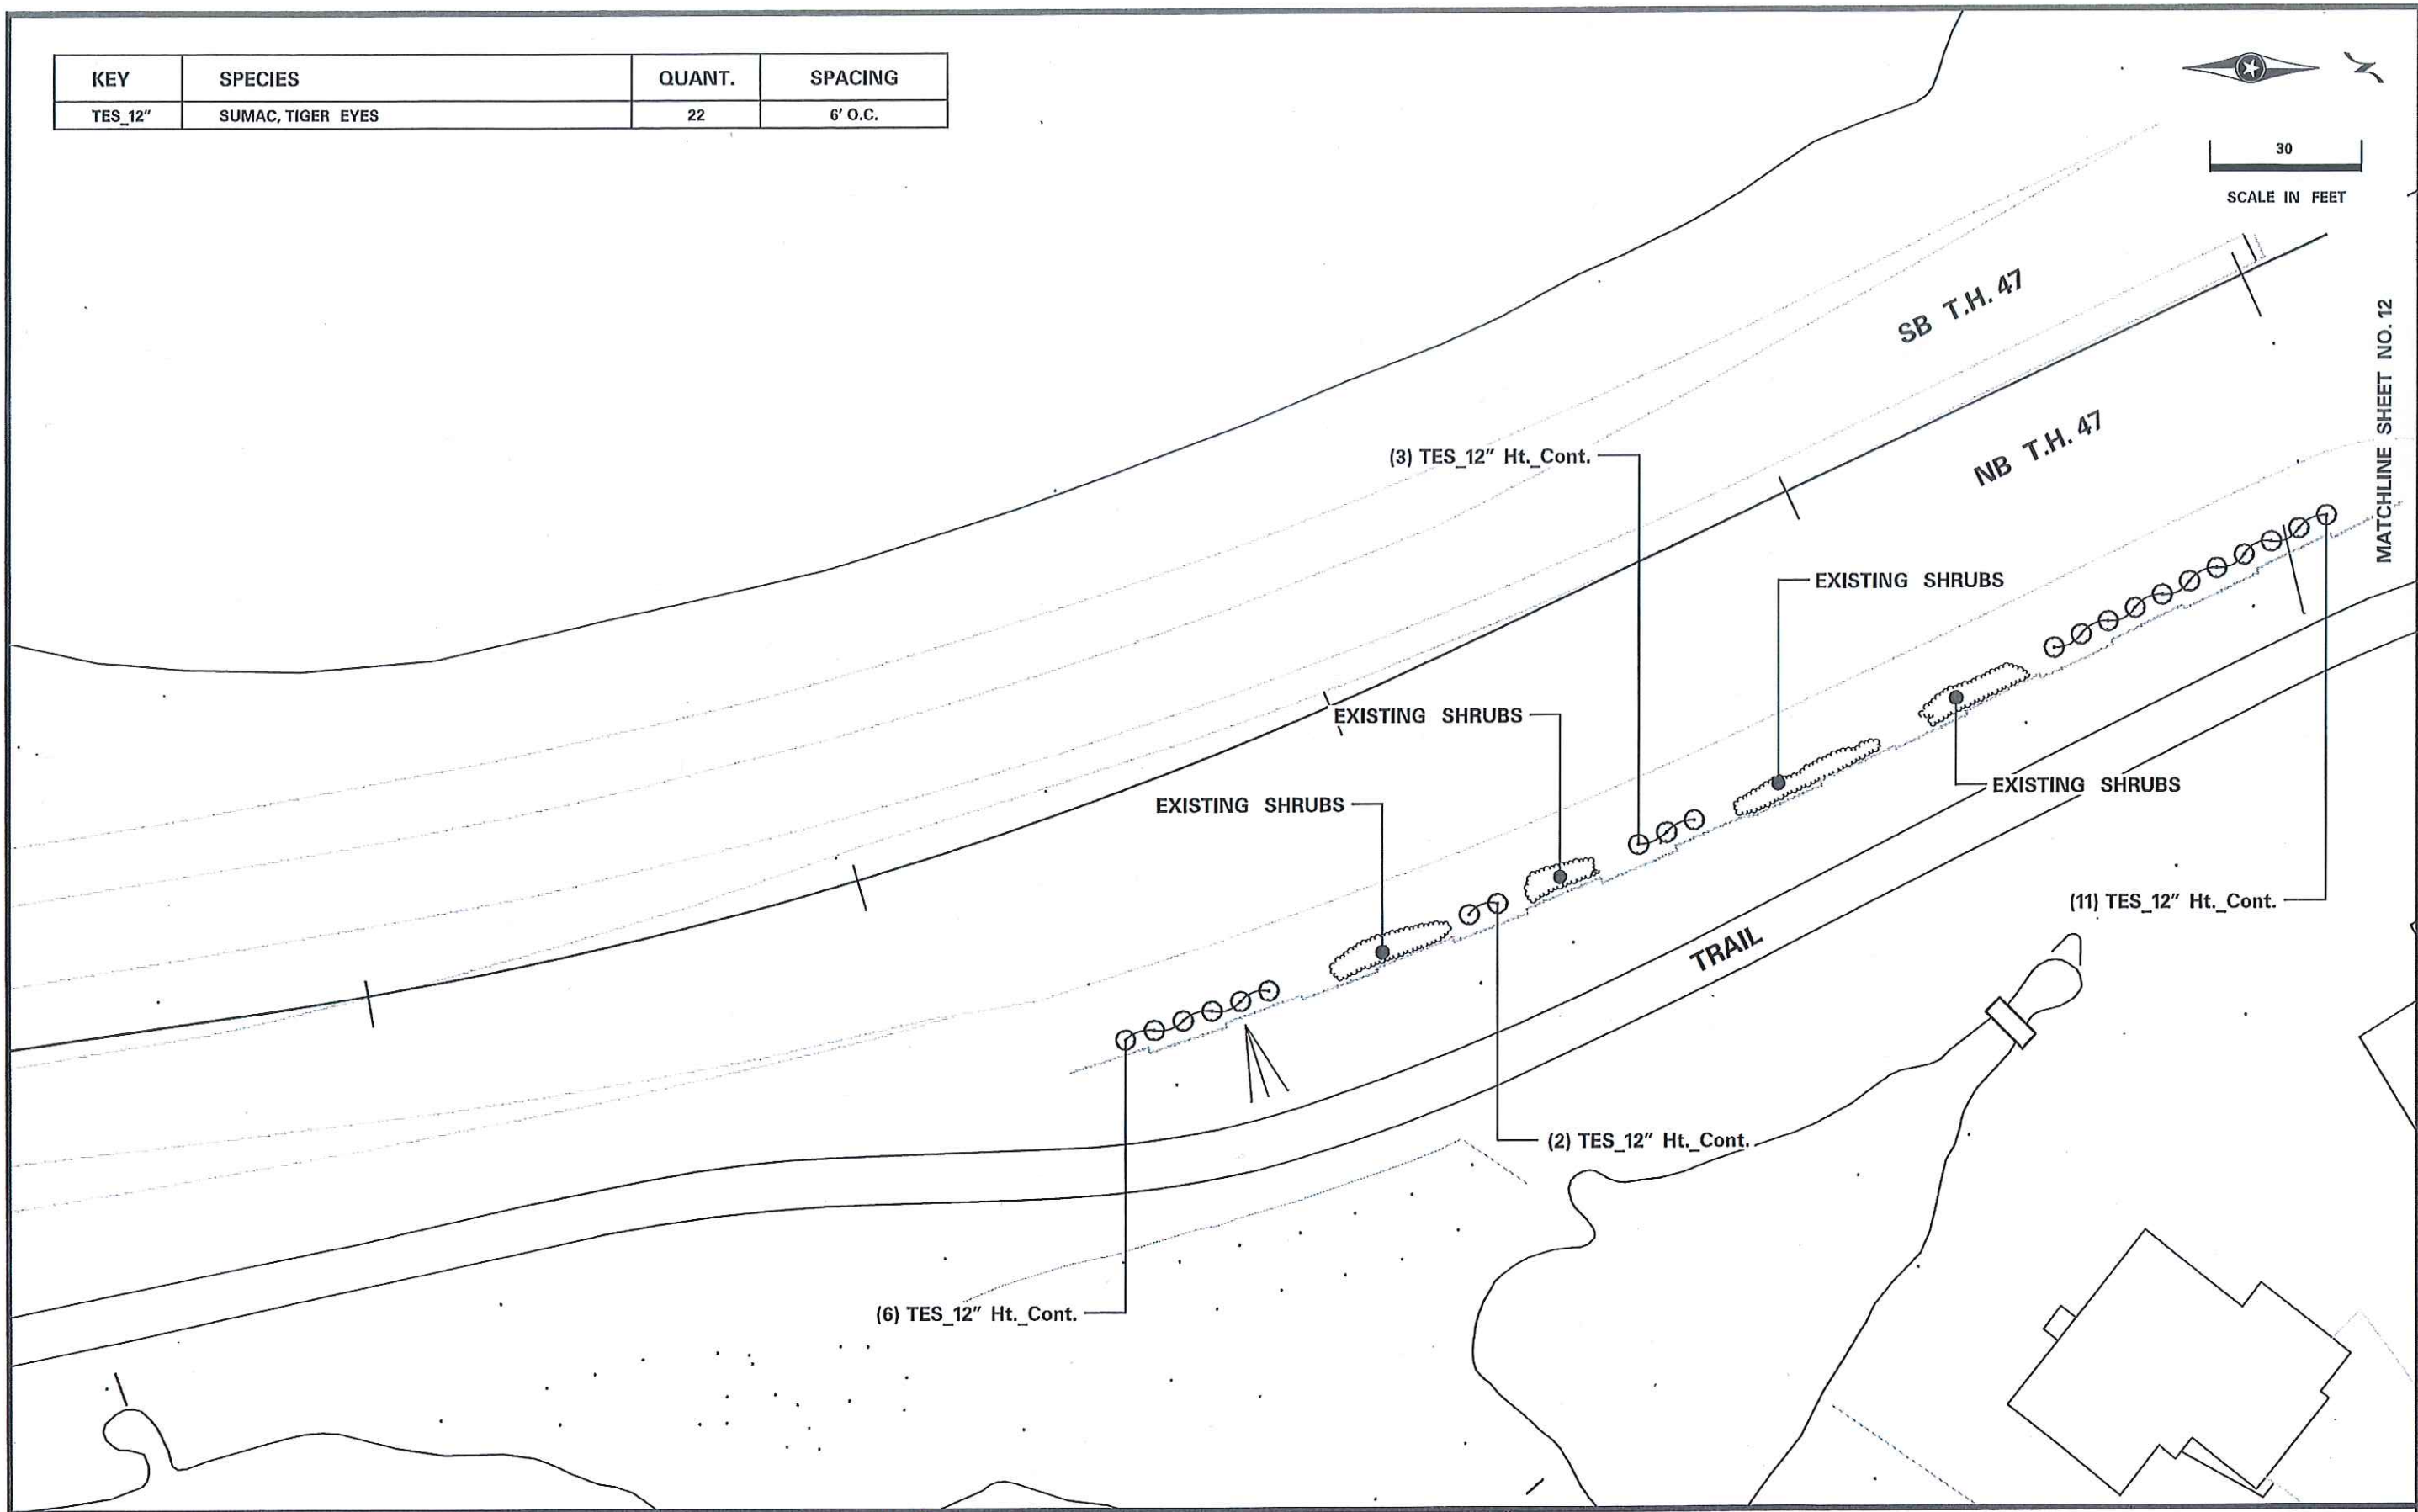 KEY SPECIES QUANT. SPACING
TES_12" SUMAC, TIGER EYES 22 6' O.C.
N
30
SCALE IN FEET
SB T.H. 47
NB T.H. 47
MATCHLINE SHEET NO. 12
(3) TES_12" Ht._Cont.
EXISTING SHRUBS
EXISTING SHRUBS
EXISTING SHRUBS
EXISTING SHRUBS
(11) TES_12" Ht._Cont.
TRAIL
(2) TES_12" Ht._Cont.
(6) TES_12" Ht._Cont.